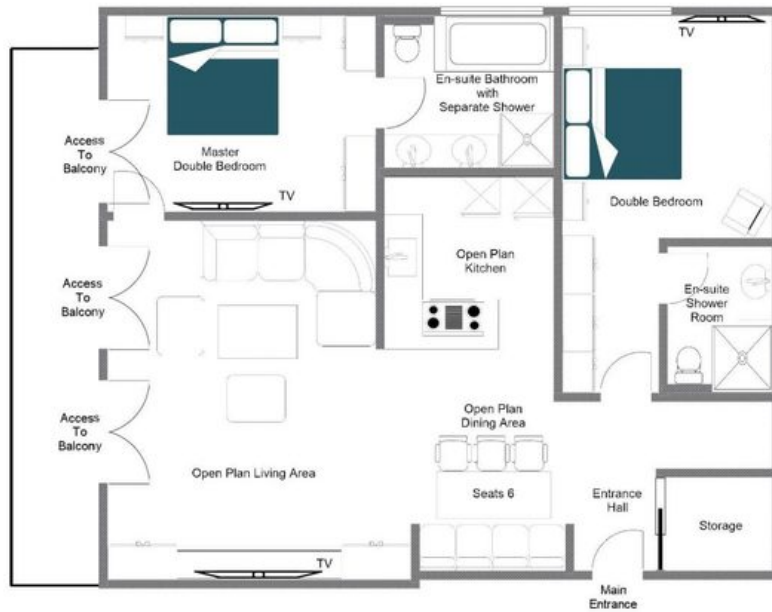 TV
En-suite Bathroom
with
Separate Shower
Access
To
Balcony
Master
Double Bedroom
TV
Double Bedroom
Open Plan
Kitchen
Access
To
Balcony
En-suite
Shower
Room
Access
To
Balcony
Open Plan
Dining Area
Open Plan Living Area
Seats 6
Entrance
Hall
Storage
TV
Main
Entrance